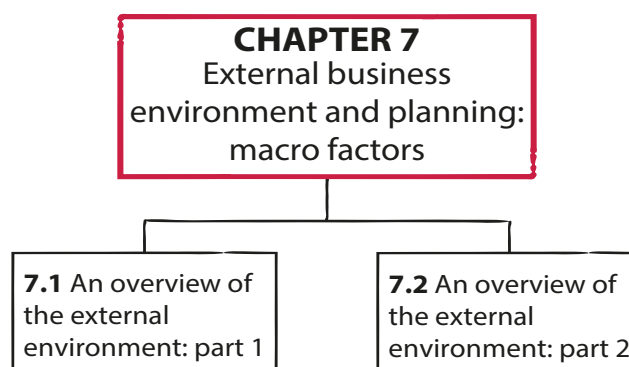 CHAPTER 7
External business
environment and planning:
macro factors
7.1 An overview of
the external
environment: part 1
7.2 An overview of
the external
environment: part 2